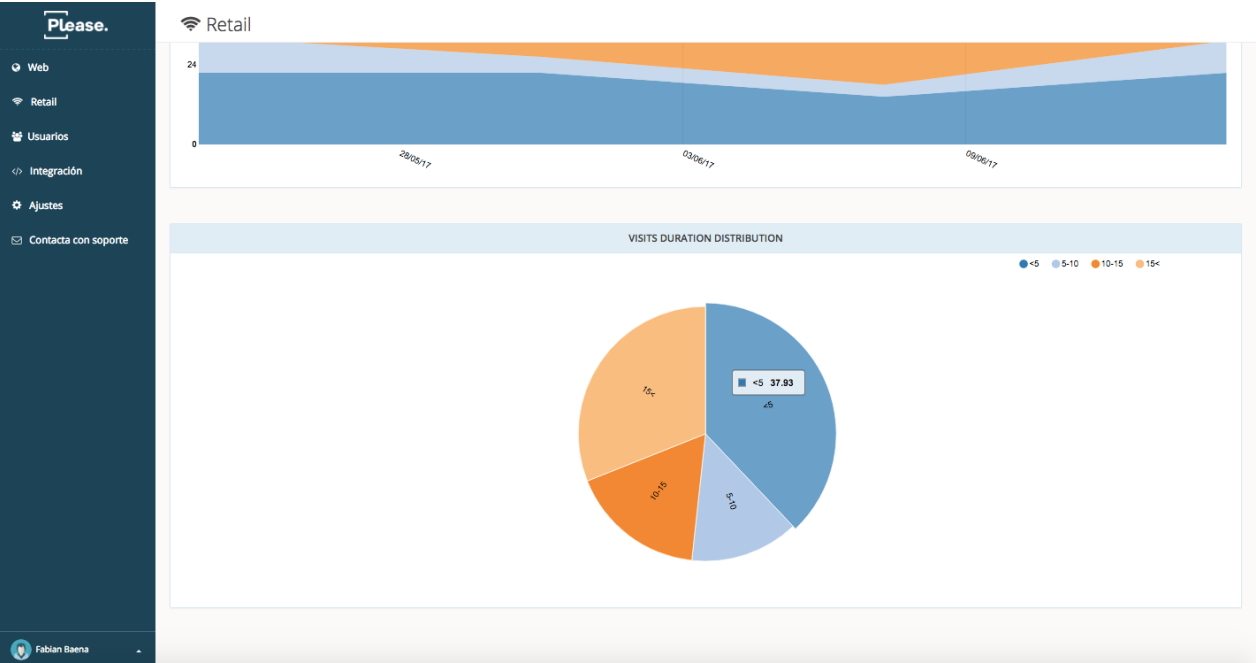 Please.
Web
Retail
Usuarios
Integración
Ajustes
Contacta con soporte
Fabian Baena
Retail
24
0
28/05/17
03/06/17
09/06/17
VISITS DURATION DISTRIBUTION
<5 5-10 10-15 15<
<5 37.93
<5
15<
10-15
5-10